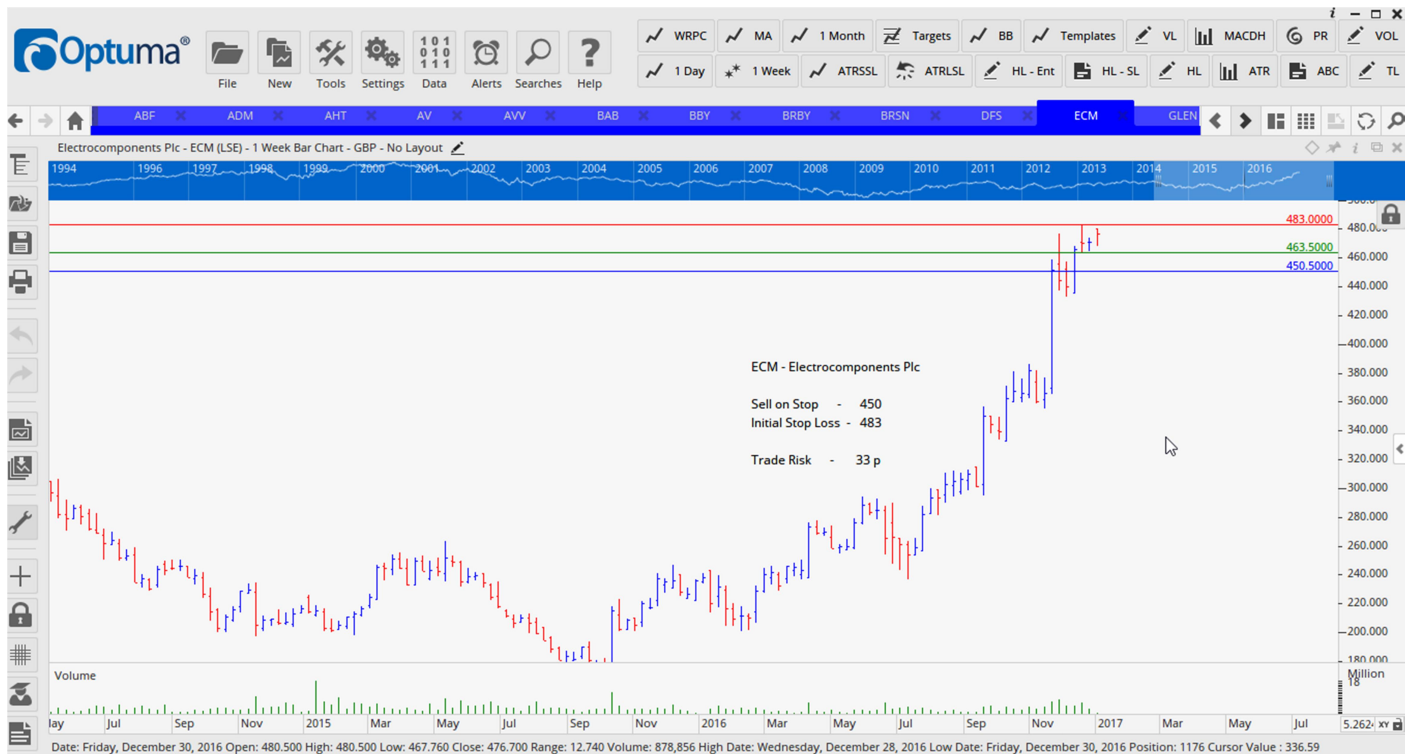 i
Optuma®
File
New
Tools
Settings
101
010
111
Data
Alerts
Searches
?
Help
WRPC
MA
1 Month
Targets
BB
Templates
VL
MACDH
PR
VOL
1 Day
1 Week
ATRSSL
ATRLSL
HL - Ent
HL - SL
HL
ATR
ABC
TL
ABF
ADM
AHT
AV
AVV
BAB
BBY
BRBY
BRSN
DFS
ECM
GLEN
Electrocomponents Plc - ECM (LSE) - 1 Week Bar Chart - GBP - No Layout
1994 1996 1997 1998 1999 2000 2001 2002 2003 2004 2005 2006 2007 2008 2009 2010 2011 2012 2013 2014 2015 2016
483.0000
480.000
463.5000
460.000
450.5000
440.000
420.000
400.000
380.000
360.000
340.000
320.000
300.000
280.000
260.000
240.000
220.000
200.000
180.000
ECM - Electrocomponents Plc
Sell on Stop - 450
Initial Stop Loss - 483
Trade Risk - 33 p
Volume
Million
18
Jul Sep Nov 2015 Mar May Jul Sep Nov 2016 Mar May Jul Sep Nov 2017 Mar May Jul
XY
Date: Friday, December 30, 2016 Open: 480.500 High: 480.500 Low: 467.760 Close: 476.700 Range: 12.740 Volume: 878,856 High Date: Wednesday, December 28, 2016 Low Date: Friday, December 30, 2016 Position: 1176 Cursor Value : 336.59